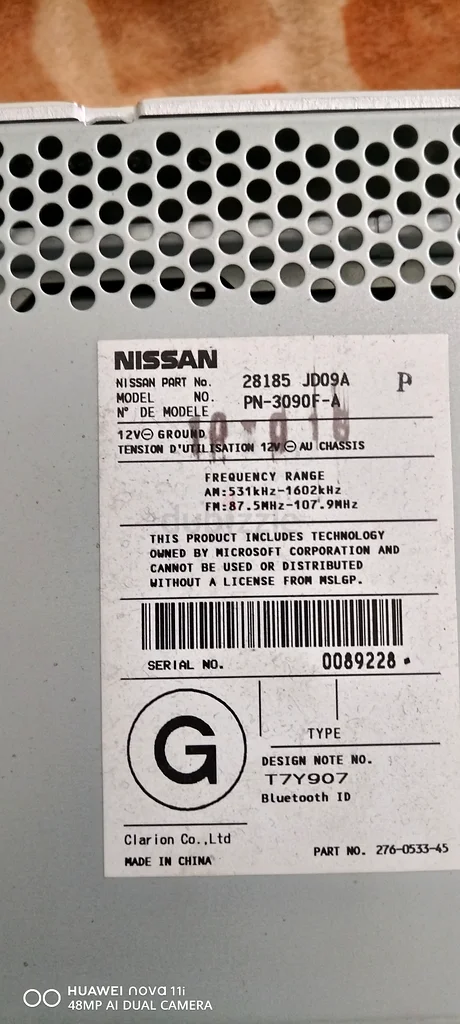 NISSAN
NISSAN PART No. 28185 JD09A P
MODEL NO. PN-3090F-A
N° DE MODELE
12V⊖ GROUND
TENSION D'UTILISATION 12V⊖ AU CHASSIS
FREQUENCY RANGE
AM:531kHz-1602kHz
FM:87.5MHz-107.9MHz
dubizzle
THIS PRODUCT INCLUDES TECHNOLOGY
OWNED BY MICROSOFT CORPORATION AND
CANNOT BE USED OR DISTRIBUTED
WITHOUT A LICENSE FROM MSLGP.
SERIAL NO. 0089228
G
TYPE
DESIGN NOTE NO.
T7Y907
Bluetooth ID
Clarion Co.,Ltd
MADE IN CHINA
PART NO. 276-0533-45
HUAWEI nova 11i
48MP AI DUAL CAMERA